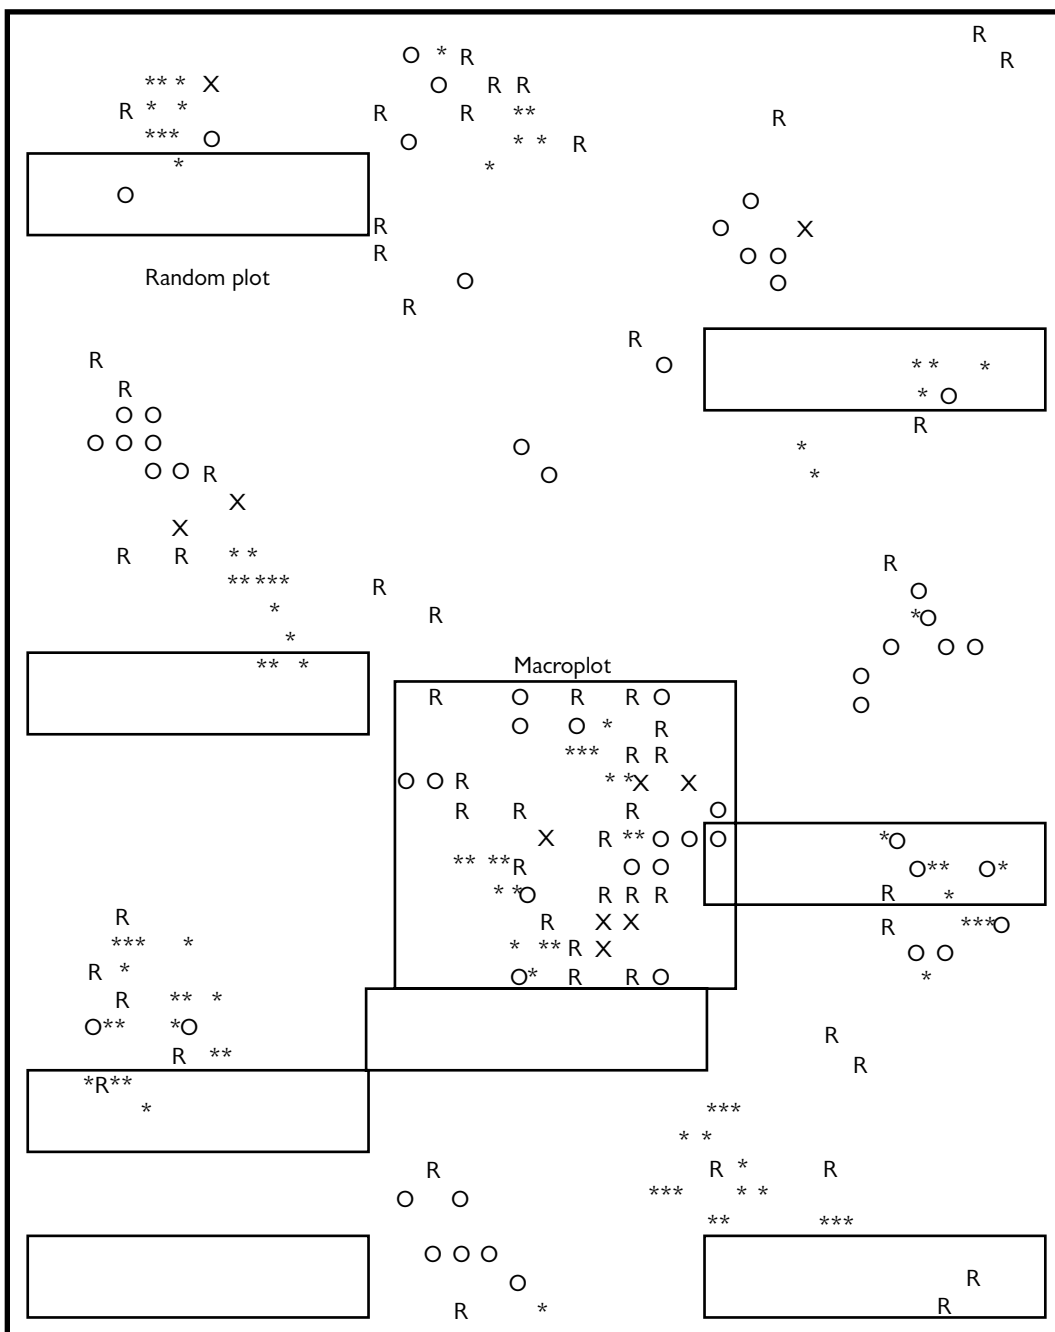 R
O * R R
** * X O R R
R * * R R ** R
*** O O * * R
* *
O O
R O X
R O O
Random plot O O
R
R
R O * * *
R * O
O O R
O O O O *
O O R O *
X
X
R R * * R
** *** R O
* R *O
* O O O
** * Macroplot O
R O R R O O
O O * R
*** R R
O O R * * X X
R R R O
X R ** O O O *O
** ** R O O O** O*
* * O R R R R *
R R X X R ***O
*** * * ** R X O O
R * O* R R O *
R ** *
O** *O R
R ** R
*R**
* ***
* *
R R * R
O O *** * *
** ***
O O O
O R
R * R